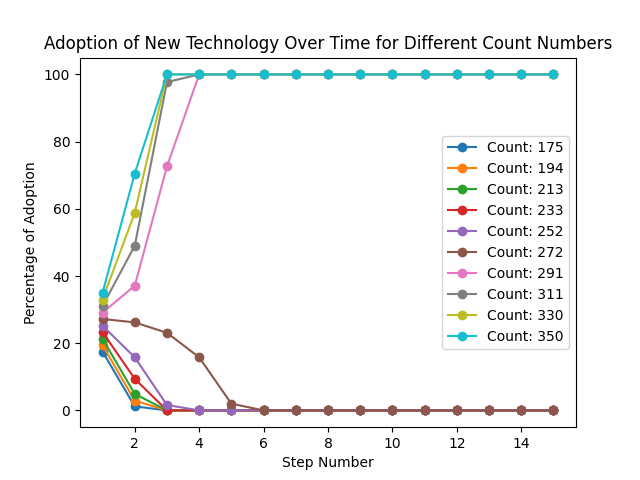 Adoption of New Technology Over Time for Different Count Numbers
Percentage of Adoption
100
80
60
40
20
0
Count: 175
Count: 194
Count: 213
Count: 233
Count: 252
Count: 272
Count: 291
Count: 311
Count: 330
Count: 350
2 4 6 8 10 12 14
Step Number